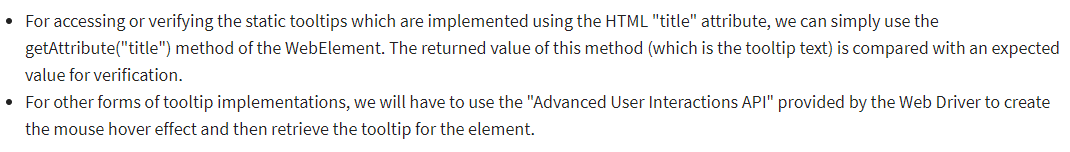 • For accessing or verifying the static tooltips which are implemented using the HTML "title" attribute, we can simply use the
getAttribute("title") method of the WebElement. The returned value of this method (which is the tooltip text) is compared with an expected
value for verification.
• For other forms of tooltip implementations, we will have to use the "Advanced User Interactions API" provided by the Web Driver to create
the mouse hover effect and then retrieve the tooltip for the element.